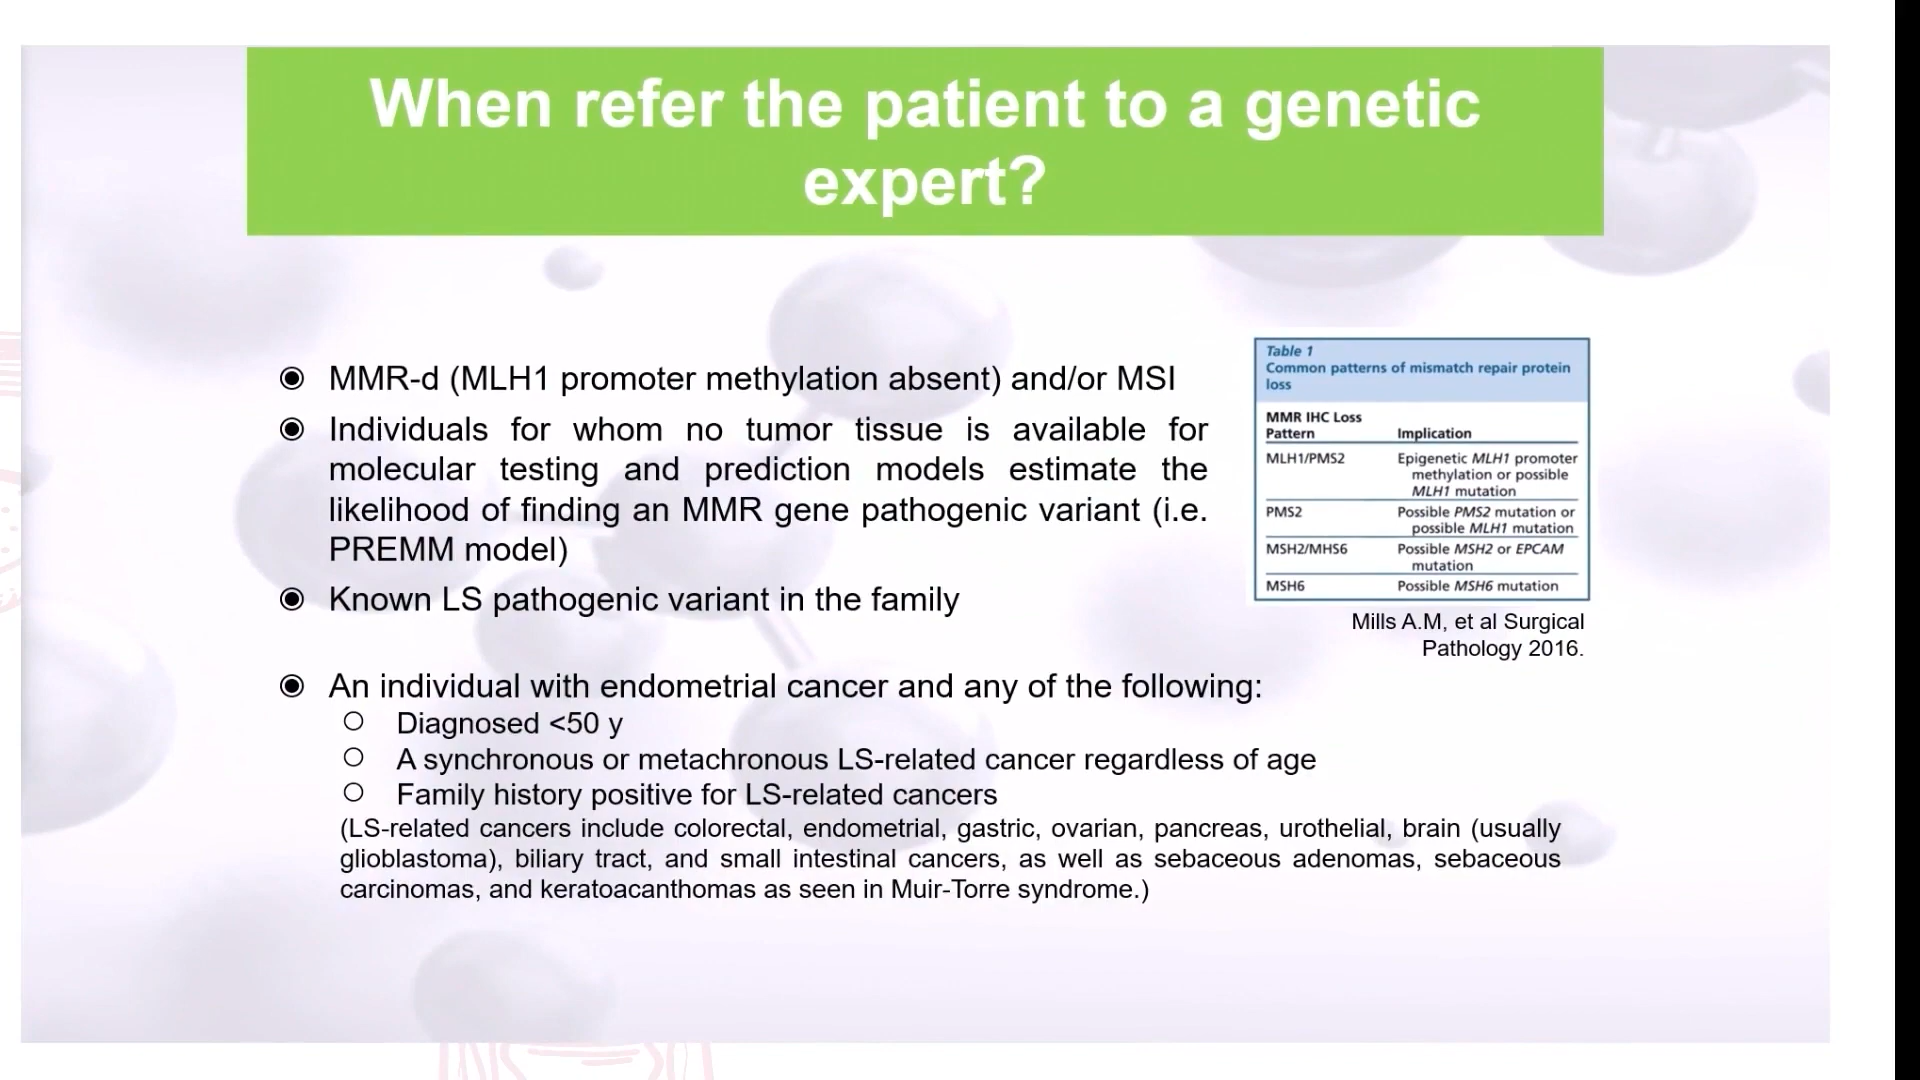 When refer the patient to a genetic
expert?
◉ MMR-d (MLH1 promoter methylation absent) and/or MSI
◉ Individuals for whom no tumor tissue is available for
molecular testing and prediction models estimate the
likelihood of finding an MMR gene pathogenic variant (i.e.
PREMM model)
◉ Known LS pathogenic variant in the family
Table 1
Common patterns of mismatch repair protein
loss
MMR IHC Loss
Pattern Implication
MLH1/PMS2 Epigenetic MLH1 promoter
methylation or possible
MLH1 mutation
PMS2 Possible PMS2 mutation or
possible MLH1 mutation
MSH2/MHS6 Possible MSH2 or EPCAM
mutation
MSH6 Possible MSH6 mutation
Mills A.M, et al Surgical
Pathology 2016.
◉ An individual with endometrial cancer and any of the following:
○ Diagnosed <50 y
○ A synchronous or metachronous LS-related cancer regardless of age
○ Family history positive for LS-related cancers
(LS-related cancers include colorectal, endometrial, gastric, ovarian, pancreas, urothelial, brain (usually
glioblastoma), biliary tract, and small intestinal cancers, as well as sebaceous adenomas, sebaceous
carcinomas, and keratoacanthomas as seen in Muir-Torre syndrome.)